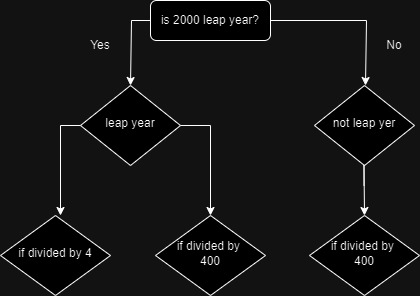 is 2000 leap year?
Yes
No
leap year
not leap yer
if divided by 4
if divided by
400
if divided by
400